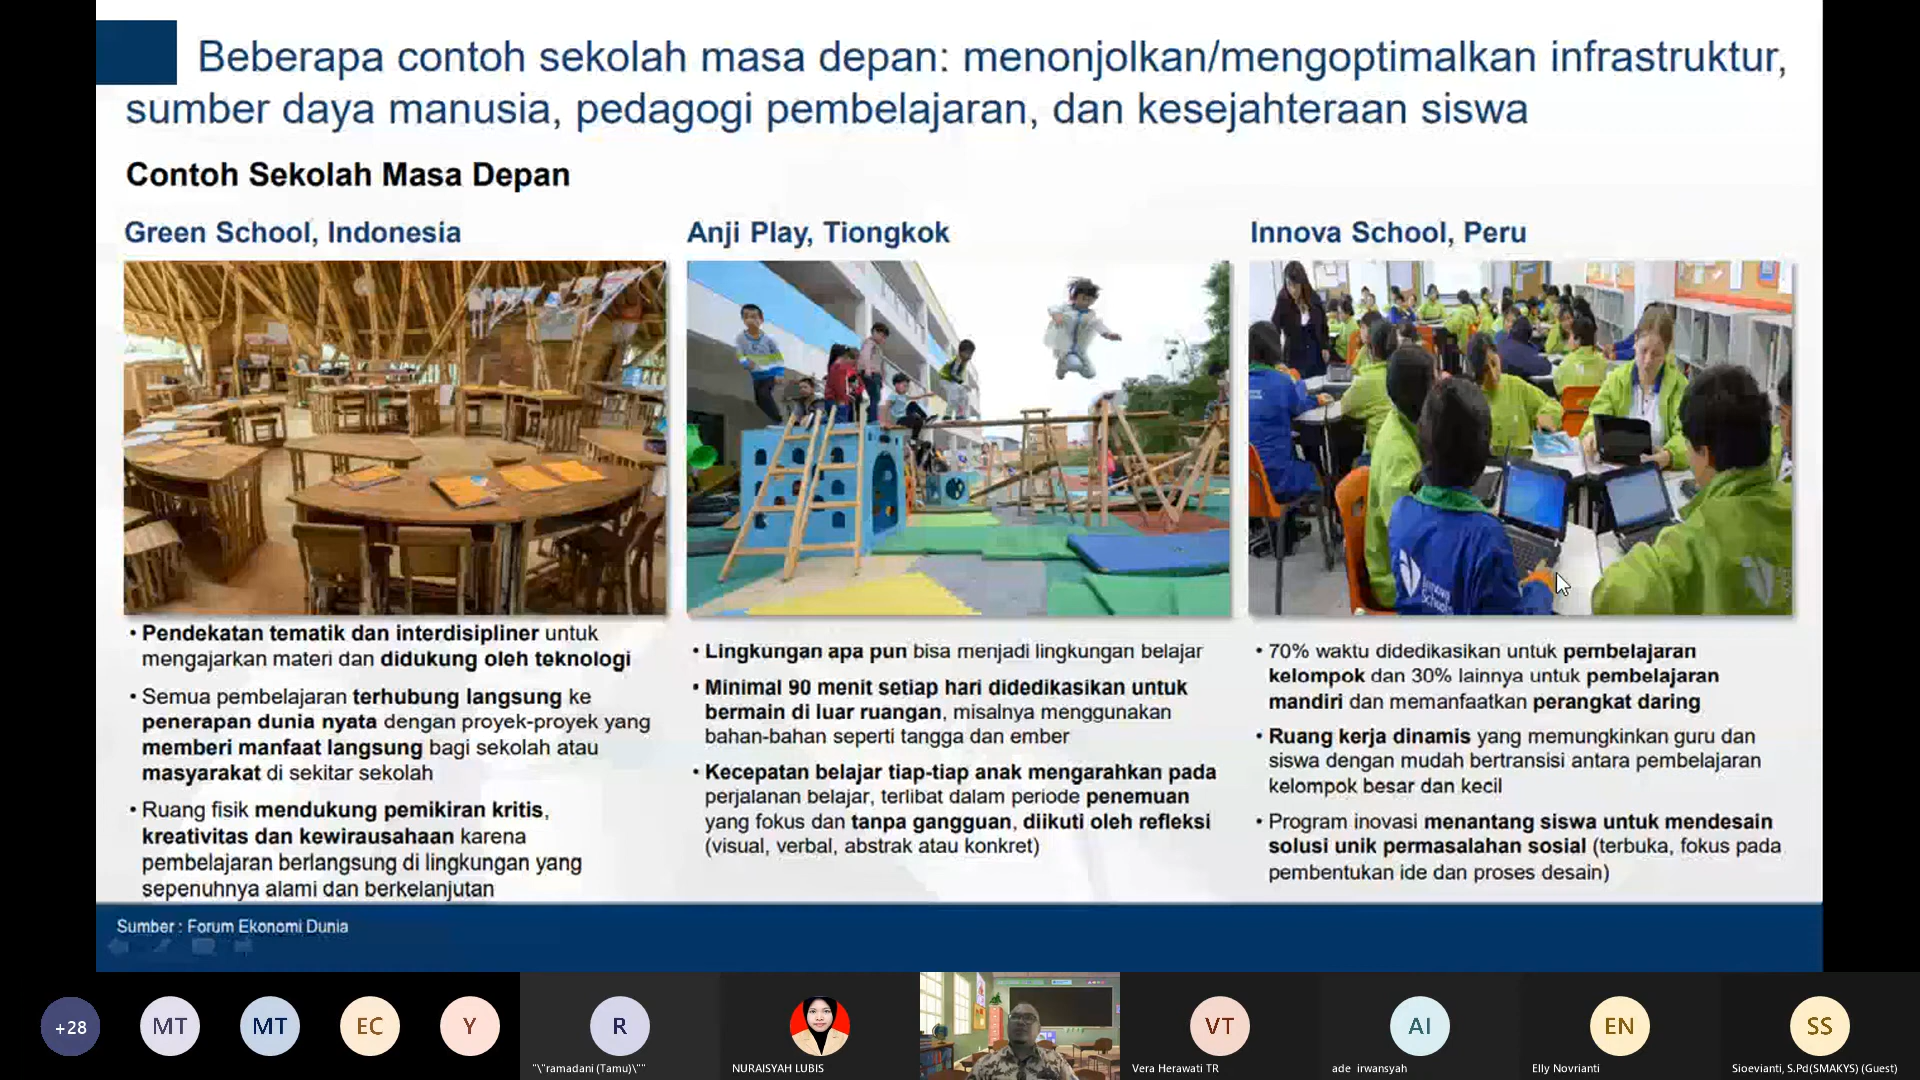 Beberapa contoh sekolah masa depan: menonjolkan/mengoptimalkan infrastruktur,
sumber daya manusia, pedagogi pembelajaran, dan kesejahteraan siswa
Contoh Sekolah Masa Depan
Green School, Indonesia
• Pendekatan tematik dan interdisipliner untuk
mengajarkan materi dan didukung oleh teknologi
• Semua pembelajaran terhubung langsung ke
penerapan dunia nyata dengan proyek-proyek yang
memberi manfaat langsung bagi sekolah atau
masyarakat di sekitar sekolah
• Ruang fisik mendukung pemikiran kritis,
kreativitas dan kewirausahaan karena
pembelajaran berlangsung di lingkungan yang
sepenuhnya alami dan berkelanjutan
Anji Play, Tiongkok
• Lingkungan apa pun bisa menjadi lingkungan belajar
• Minimal 90 menit setiap hari didedikasikan untuk
bermain di luar ruangan, misalnya menggunakan
bahan-bahan seperti tangga dan ember
• Kecepatan belajar tiap-tiap anak mengarahkan pada
perjalanan belajar, terlibat dalam periode penemuan
yang fokus dan tanpa gangguan, diikuti oleh refleksi
(visual, verbal, abstrak atau konkret)
Innova School, Peru
Innova
Schools
• 70% waktu didedikasikan untuk pembelajaran
kelompok dan 30% lainnya untuk pembelajaran
mandiri dan memanfaatkan perangkat daring
• Ruang kerja dinamis yang memungkinkan guru dan
siswa dengan mudah bertransisi antara pembelajaran
kelompok besar dan kecil
• Program inovasi menantang siswa untuk mendesain
solusi unik permasalahan sosial (terbuka, fokus pada
pembentukan ide dan proses desain)
Sumber : Forum Ekonomi Dunia
+28
MT
MT
EC
Y
R
"\"ramadani (Tamu)\""
NURAISYAH LUBIS
VT
Vera Herawati TR
AI
ade irwansyah
EN
Elly Novrianti
SS
Sioevianti, S.Pd(SMAKYS) (Guest)